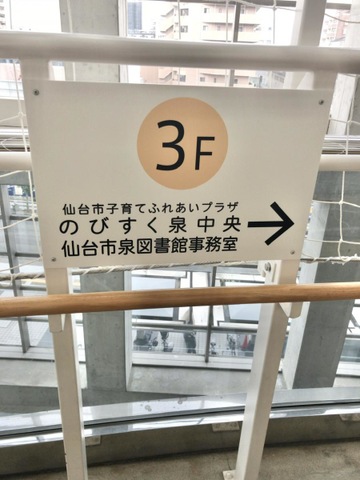 3F
仙台市子育てふれあいプラザ
のびすく泉中央
仙台市泉図書館事務室
→